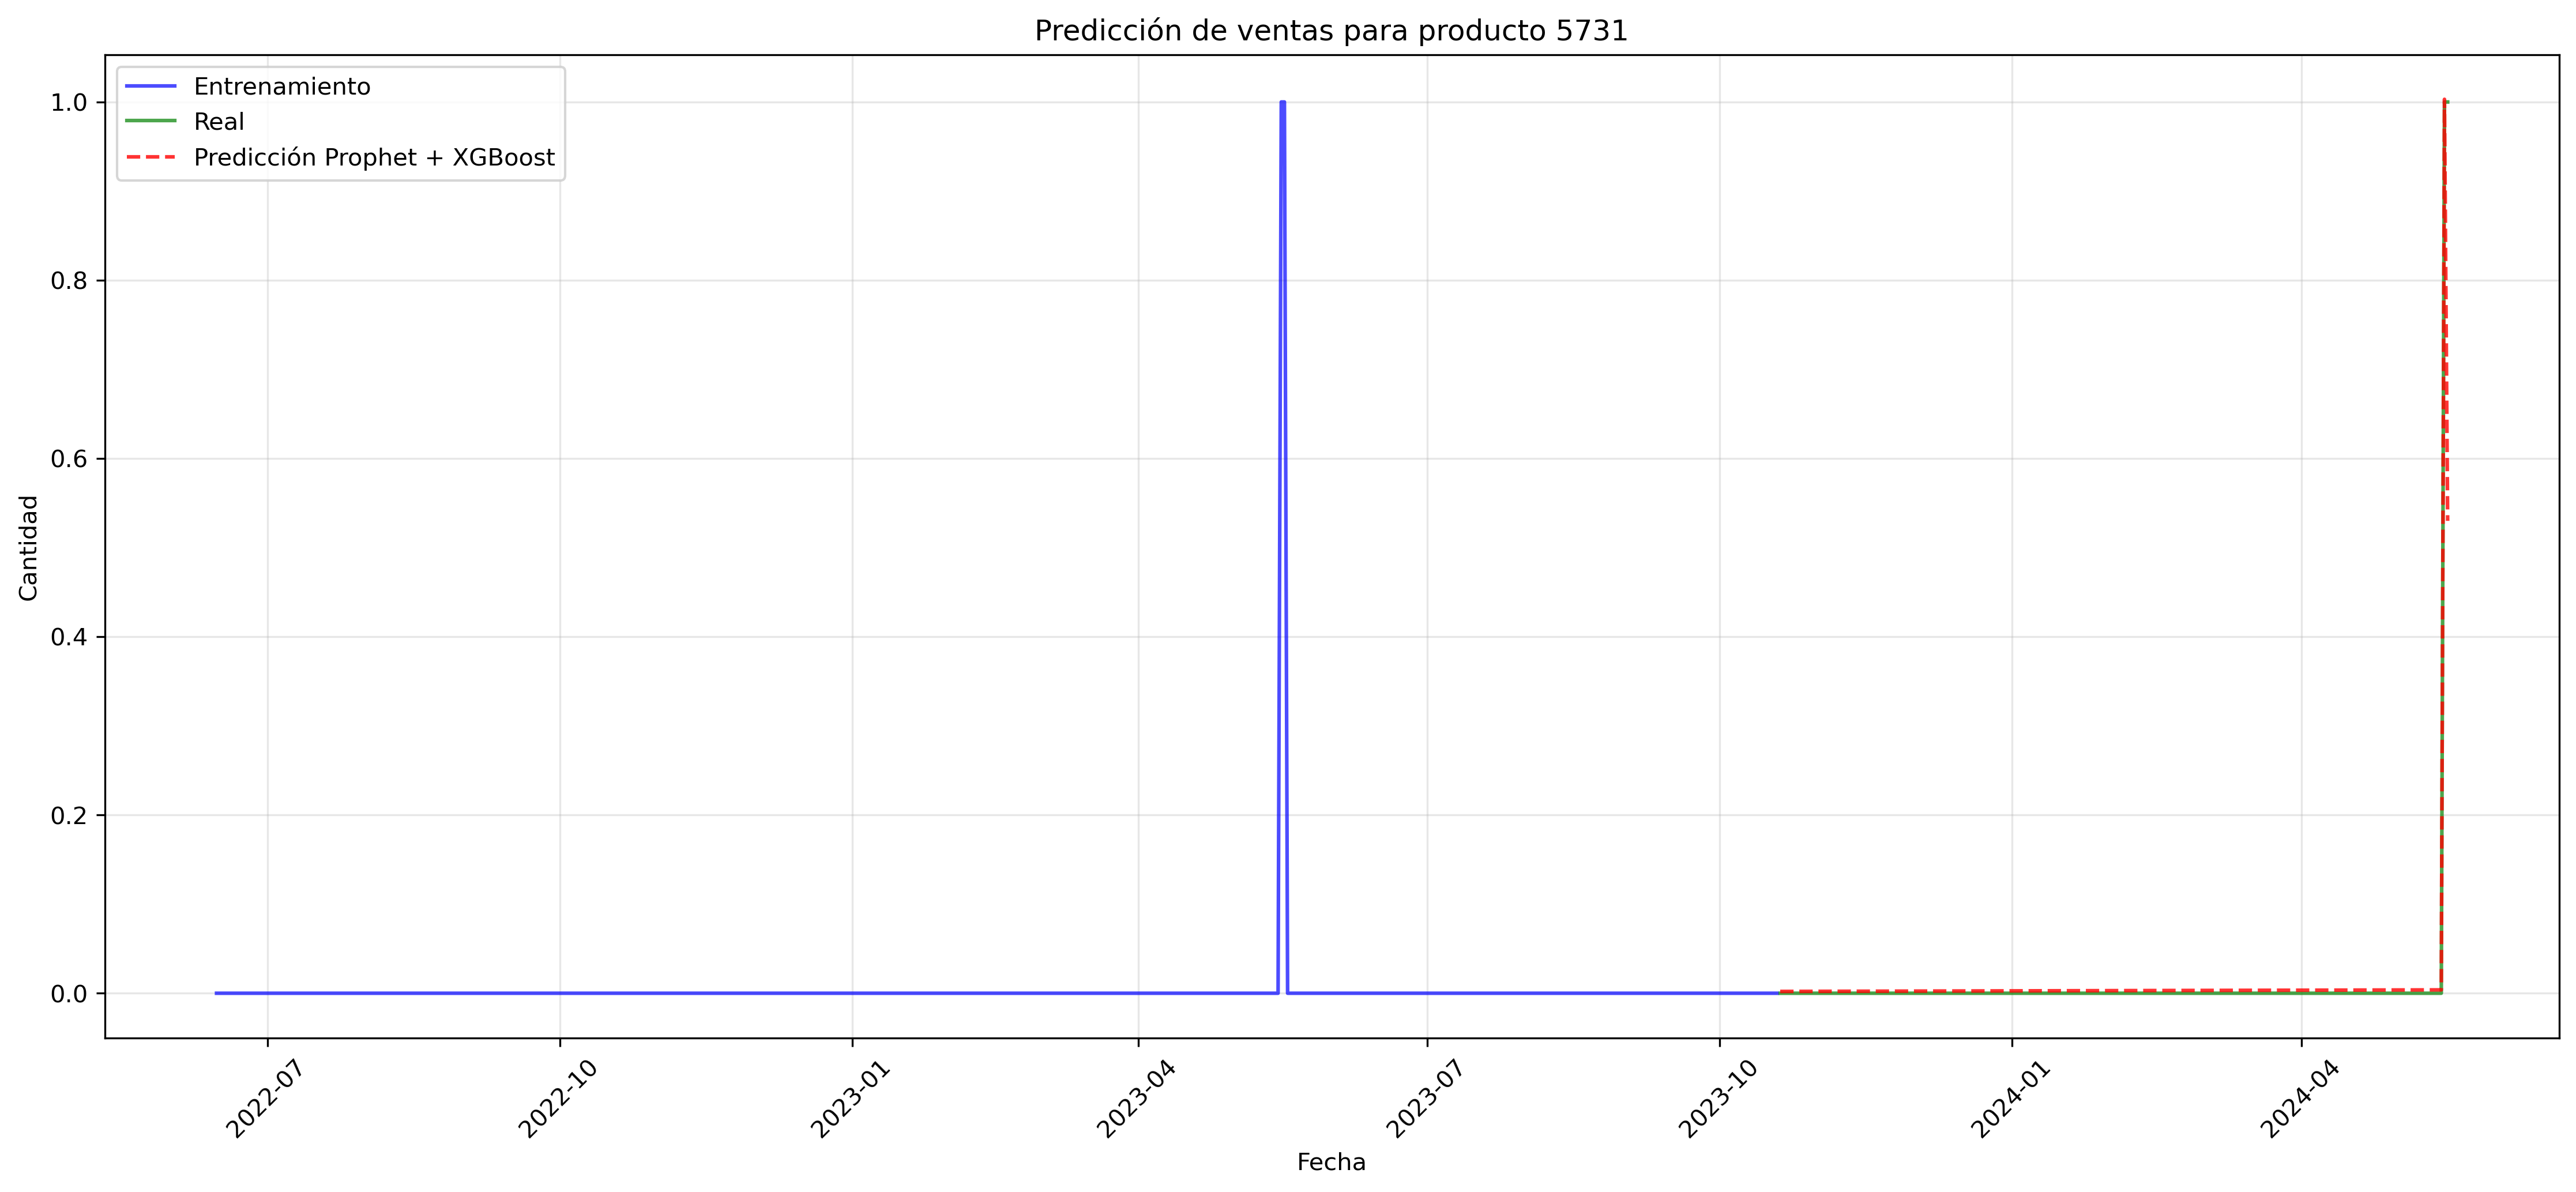 Predicción de ventas para producto 5731
Entrenamiento
Real
Predicción Prophet + XGBoost
1.0
0.8
0.6
0.4
0.2
0.0
Cantidad
2022-07
2022-10
2023-01
2023-04
2023-07
2023-10
2024-01
2024-04
Fecha